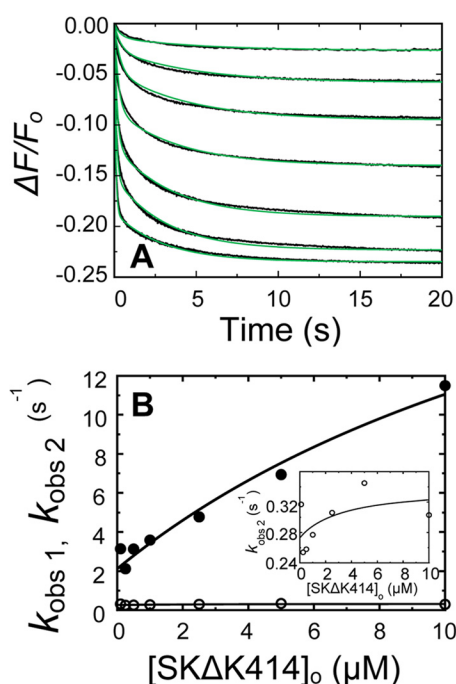 0.00
-0.05
-0.10
-0.15
-0.20
-0.25
ΔF/Fo
A
0 5 10 15 20
Time (s)
B
12
10
8
6
4
2
0
kobs 1, kobs 2 (s-1)
0.32
0.28
0.24
kobs 2 (s-1)
0 2 4 6 8 10
[SKΔK414]o
(μM)
0 2 4 6 8 10
[SKΔK414]o (μM)